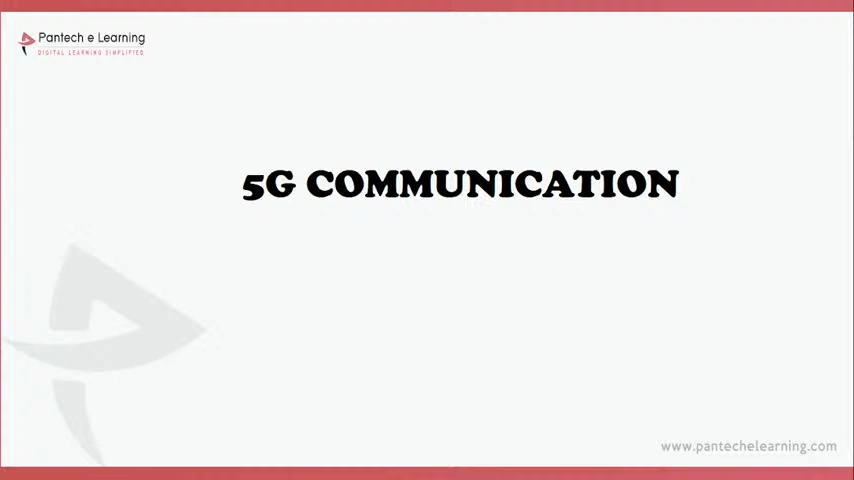 Pantech e Learning
DIGITAL LEARNING SIMPLIFIED
5G COMMUNICATION
www.pantechelearning.com